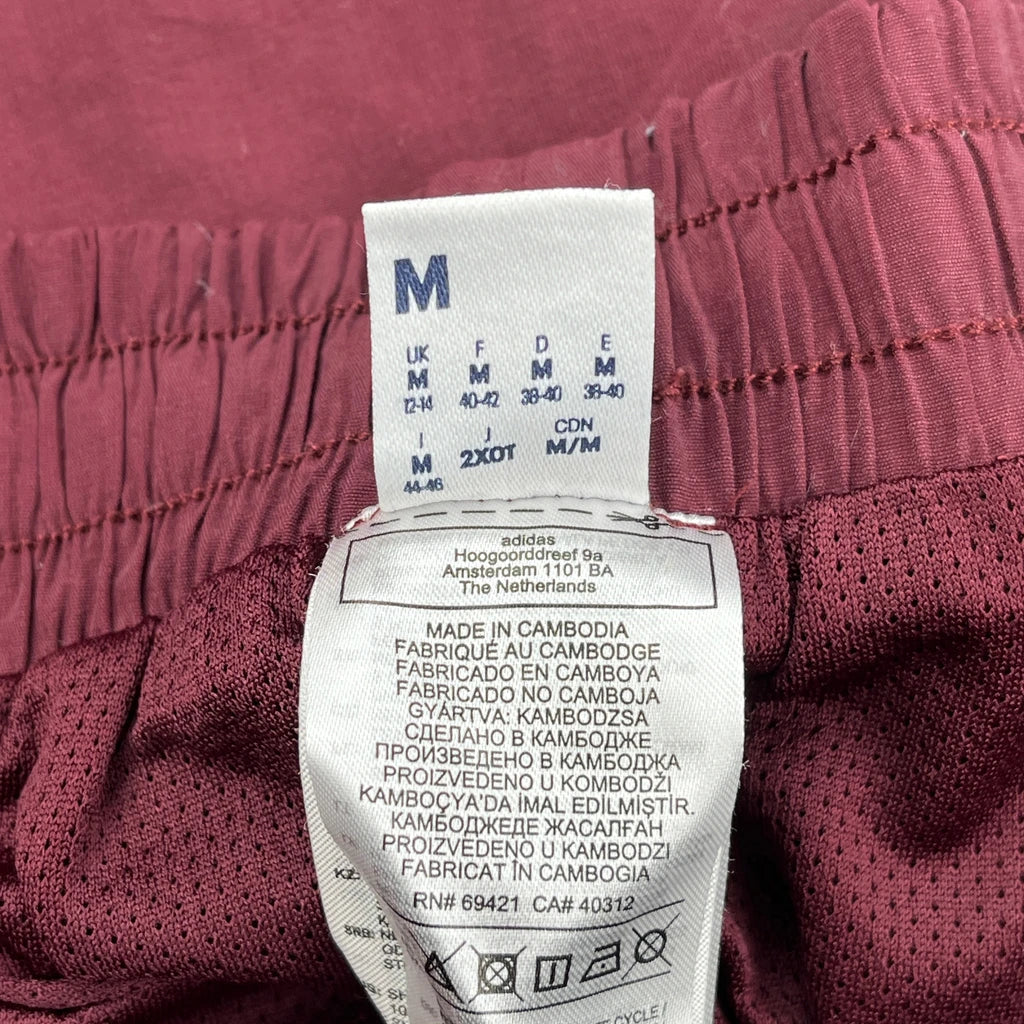 M
UK F D E
M M M M
12-14 40-42 38-40 38-40
I J CDN
M 2XOT M/M
44-46
adidas
Hoogoorddreef 9a
Amsterdam 1101 BA
The Netherlands
MADE IN CAMBODIA
FABRIQUÉ AU CAMBODGE
FABRICADO EN CAMBOYA
FABRICADO NO CAMBOJA
GYÁRTVA: KAMBODZSA
СДЕЛАНО В КАМБОДЖЕ
ПРОИЗВЕДЕНО В КАМБОДЖА
PROIZVEDENO U KOMBODŽI
KAMBOÇYA'DA İMAL EDİLMİŞTİR.
КАМБОДЖЕДЕ ЖАСАЛҒАН
PROIZVEDENO U KAMBODZI
FABRICAT ÎN CAMBOGIA
RN# 69421 CA# 40312
KZ:
SRB:
CYCLE /